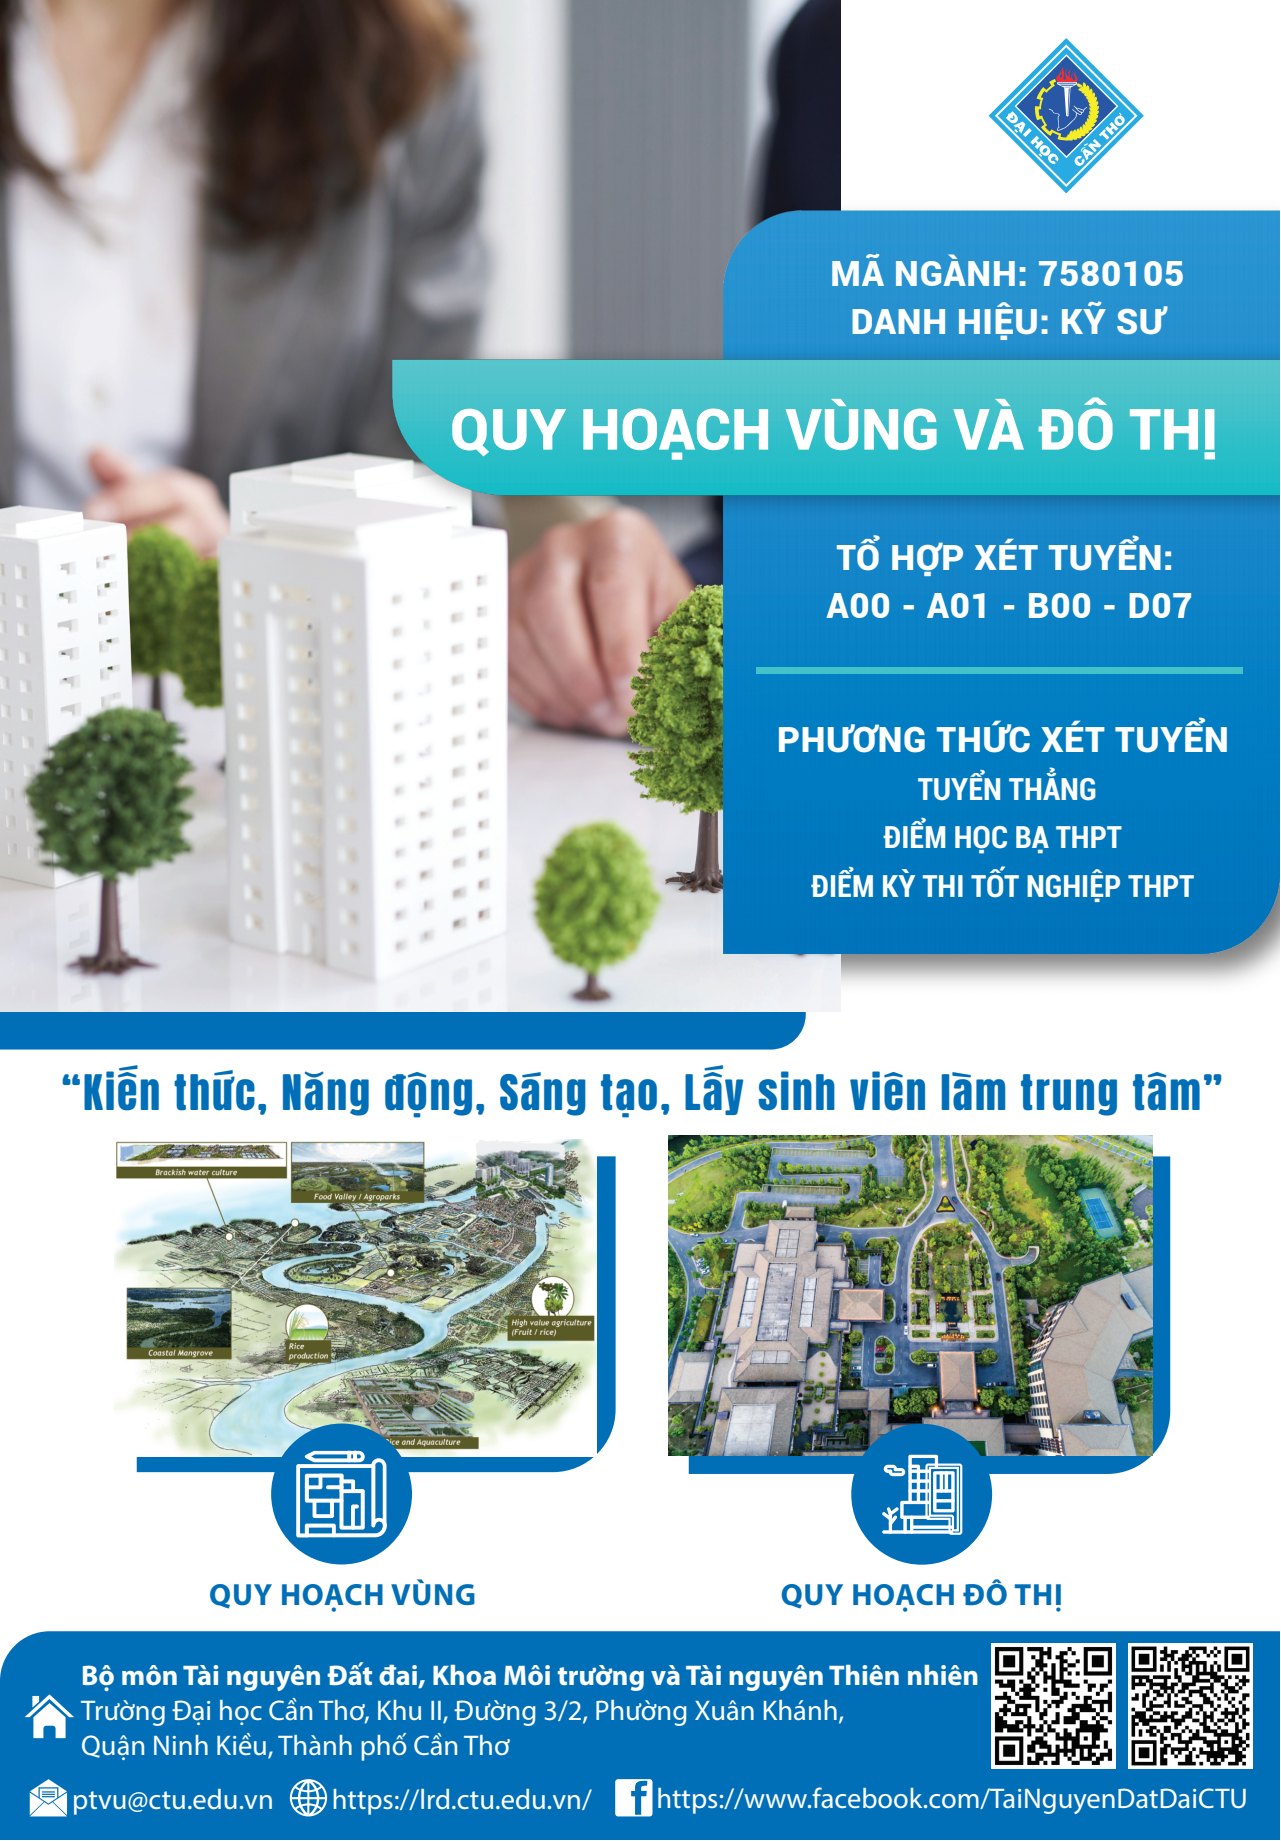 ĐẠI HỌC CẦN THƠ
MÃ NGÀNH: 7580105
DANH HIỆU: KỸ SƯ
QUY HOẠCH VÙNG VÀ ĐÔ THỊ
TỔ HỢP XÉT TUYỂN:
A00 - A01 - B00 - D07
PHƯƠNG THỨC XÉT TUYỂN
TUYỂN THẲNG
ĐIỂM HỌC BẠ THPT
ĐIỂM KỲ THI TỐT NGHIỆP THPT
“Kiến thức, Năng động, Sáng tạo, Lấy sinh viên làm trung tâm”
Brackish water culture
Food Valley / Agroparks
High value agriculture
(Fruit / rice)
Coastal Mangrove
Rice
production
ice and Aquaculture
QUY HOẠCH VÙNG
QUY HOẠCH ĐÔ THỊ
Bộ môn Tài nguyên Đất đai, Khoa Môi trường và Tài nguyên Thiên nhiên
Trường Đại học Cần Thơ, Khu II, Đường 3/2, Phường Xuân Khánh,
Quận Ninh Kiều, Thành phố Cần Thơ
ptvu@ctu.edu.vn
https://lrd.ctu.edu.vn/
https://www.facebook.com/TaiNguyenDatDaiCTU